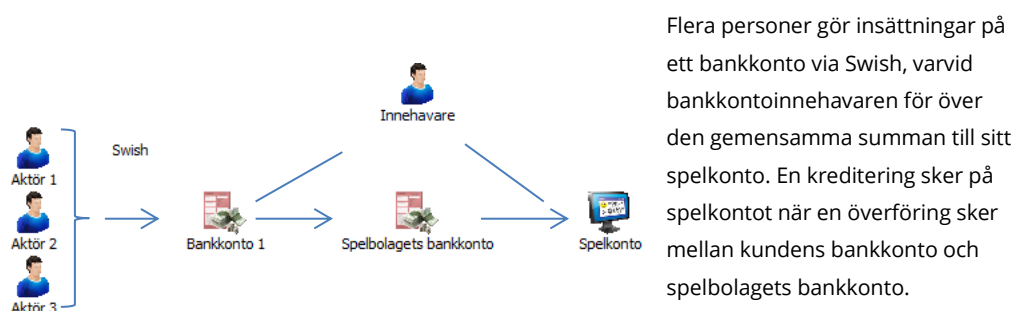 Flera personer gör insättningar på
ett bankkonto via Swish, varvid
bankkontoinnehavaren för över
den gemensamma summan till sitt
spelkonto. En kreditering sker på
spelkontot när en överföring sker
mellan kundens bankkonto och
spelbolagets bankkonto.
Innehavare
Swish
Aktör 1
Aktör 2
Aktör 3
Bankkonto 1
Spelbolagets bankkonto
Spelkonto